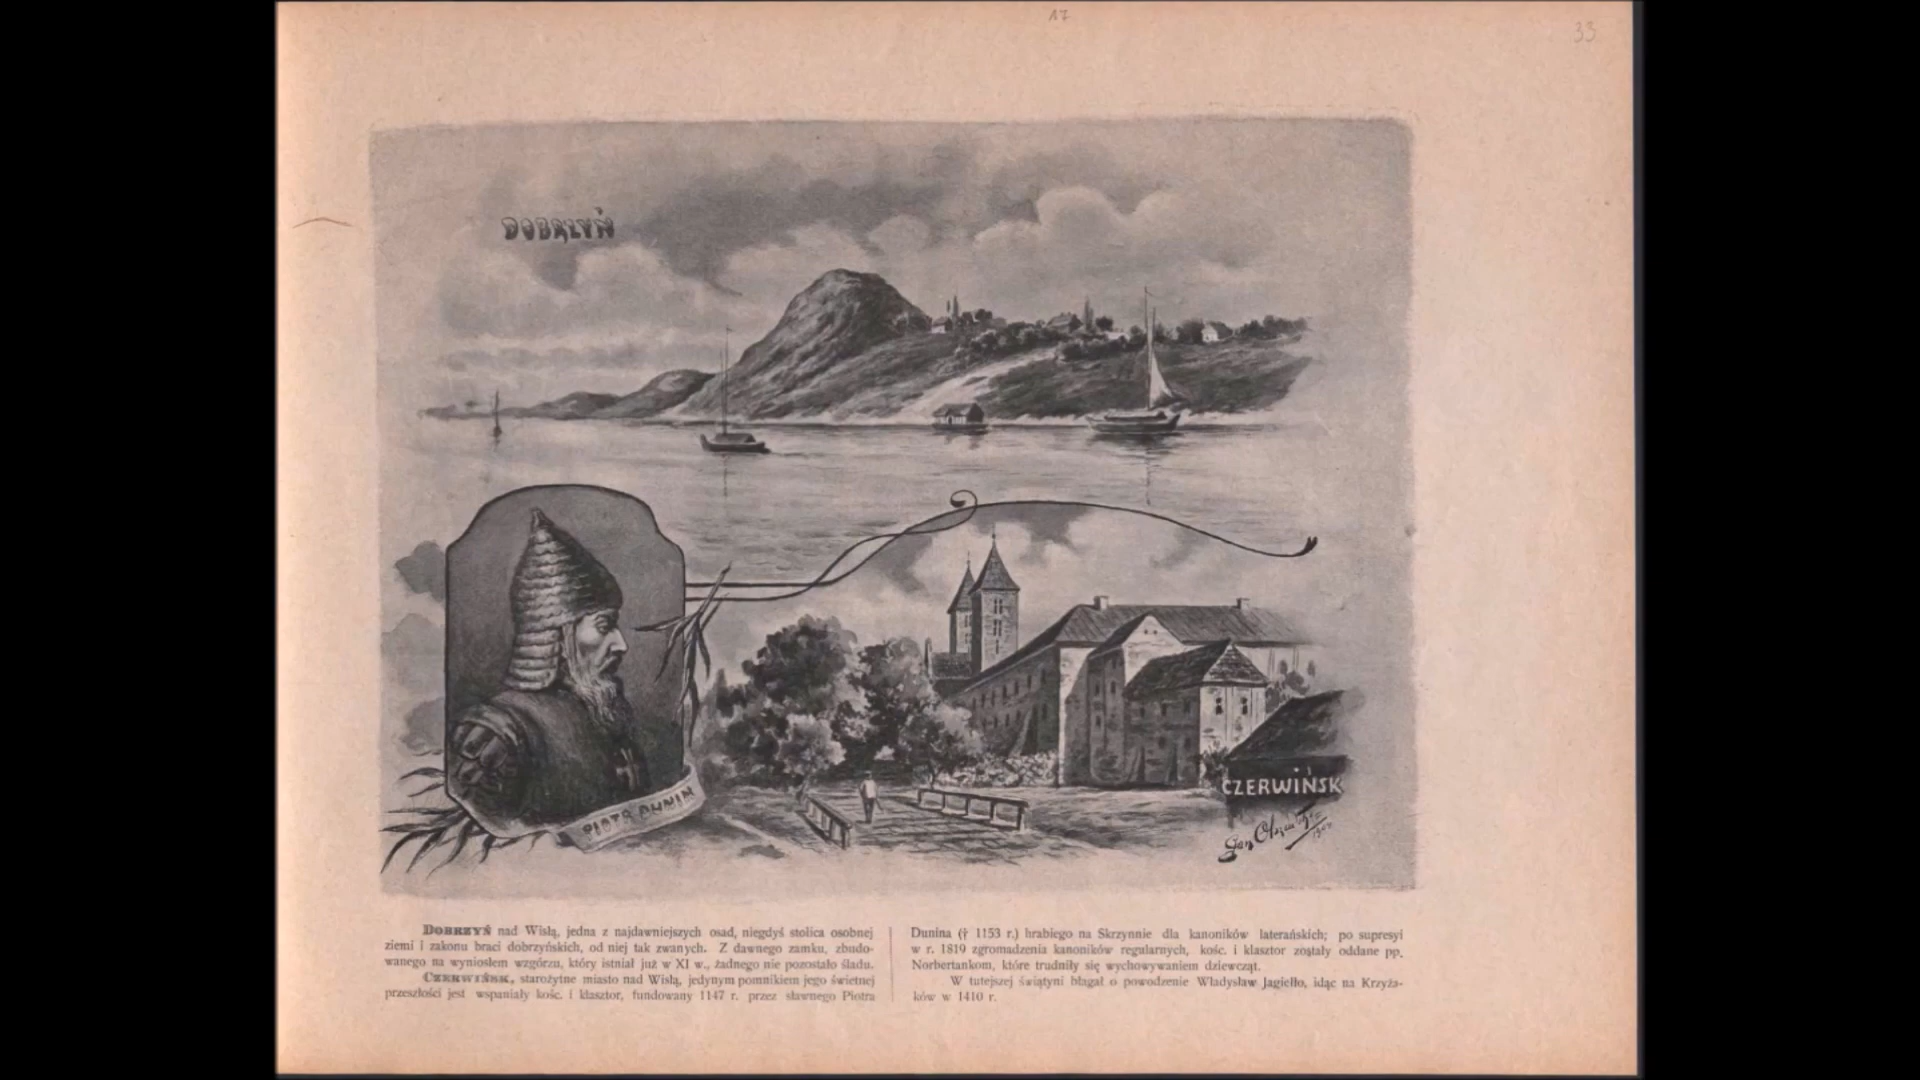 17
33
DOBRZYŃ
PIOTR DUNIN
CZERWIŃSK
Jan
DOBRZYŃ nad Wisłą, jedna z najdawniejszych osad, niegdyś stolica osobnej
ziemi i zakonu braci dobrzyńskich, od niej tak zwanych. Z dawnego zamku, zbudo-
wanego na wyniosłem wzgórzu, który istniał już w XI w., żadnego nie pozostało śladu.
CZERWIŃSK, starożytne miasto nad Wisłą, jedynym pomnikiem jego świetnej
przeszłości jest wspaniały kośc. i klasztor, fundowany 1147 r. przez sławnego Piotra
Dunina († 1153 r.) hrabiego na Skrzynnie dla kanoników laterańskich; po supresyi
w r. 1819 zgromadzenia kanoników regularnych, kośc. i klasztor zostały oddane pp.
Norbertankom, które trudniły się wychowywaniem dziewcząt.
W tutejszej świątyni błagał o powodzenie Władysław Jagiełło, idąc na Krzyża-
ków w 1410 r.